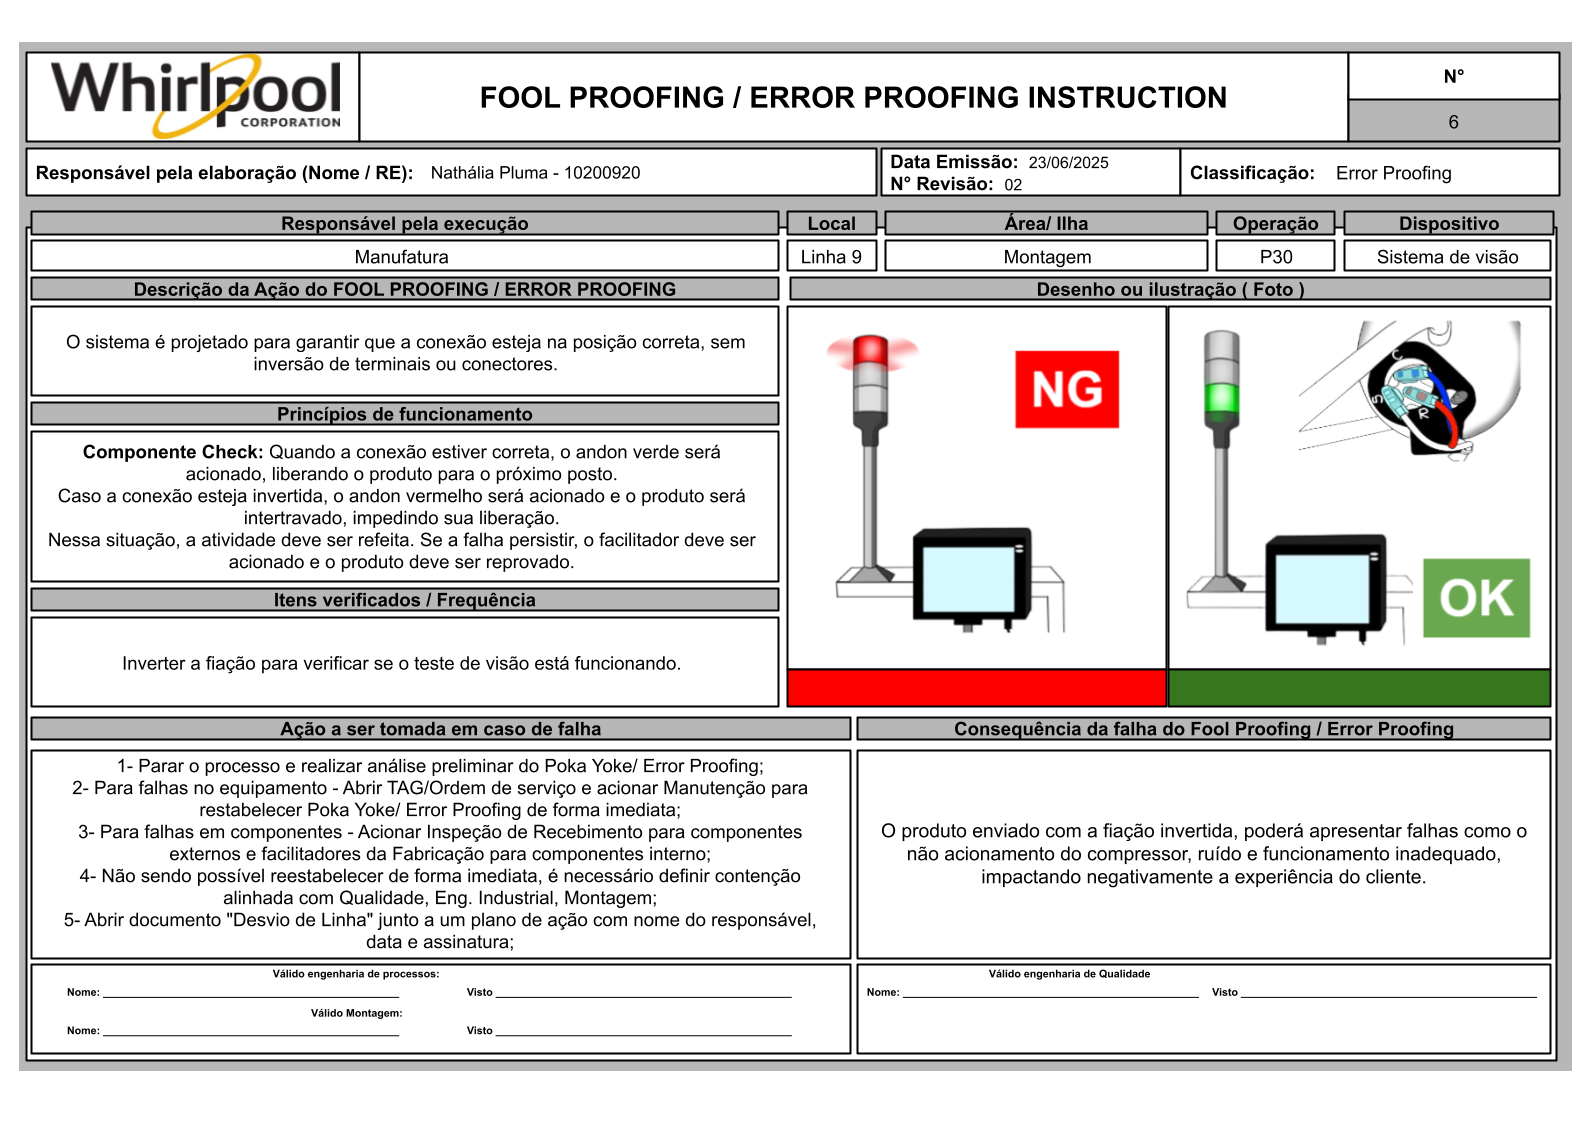 Whirlpool
CORPORATION
FOOL PROOFING / ERROR PROOFING INSTRUCTION
N°
6
Responsável pela elaboração (Nome / RE): Nathália Pluma - 10200920
Data Emissão: 23/06/2025
N° Revisão: 02
Classificação: Error Proofing
Responsável pela execução
Local
Área/ Ilha
Operação
Dispositivo
Manufatura
Linha 9
Montagem
P30
Sistema de visão
Descrição da Ação do FOOL PROOFING / ERROR PROOFING
Desenho ou ilustração ( Foto )
O sistema é projetado para garantir que a conexão esteja na posição correta, sem
inversão de terminais ou conectores.
Princípios de funcionamento
Componente Check: Quando a conexão estiver correta, o andon verde será
acionado, liberando o produto para o próximo posto.
Caso a conexão esteja invertida, o andon vermelho será acionado e o produto será
intertravado, impedindo sua liberação.
Nessa situação, a atividade deve ser refeita. Se a falha persistir, o facilitador deve ser
acionado e o produto deve ser reprovado.
Itens verificados / Frequência
Inverter a fiação para verificar se o teste de visão está funcionando.
NG
C
S
R
OK
Ação a ser tomada em caso de falha
1- Parar o processo e realizar análise preliminar do Poka Yoke/ Error Proofing;
2- Para falhas no equipamento - Abrir TAG/Ordem de serviço e acionar Manutenção para
restabelecer Poka Yoke/ Error Proofing de forma imediata;
3- Para falhas em componentes - Acionar Inspeção de Recebimento para componentes
externos e facilitadores da Fabricação para componentes interno;
4- Não sendo possível reestabelecer de forma imediata, é necessário definir contenção
alinhada com Qualidade, Eng. Industrial, Montagem;
5- Abrir documento "Desvio de Linha" junto a um plano de ação com nome do responsável,
data e assinatura;
Consequência da falha do Fool Proofing / Error Proofing
O produto enviado com a fiação invertida, poderá apresentar falhas como o
não acionamento do compressor, ruído e funcionamento inadequado,
impactando negativamente a experiência do cliente.
Válido engenharia de processos:
Nome: Visto
Válido Montagem:
Nome: Visto
Válido engenharia de Qualidade
Nome: Visto